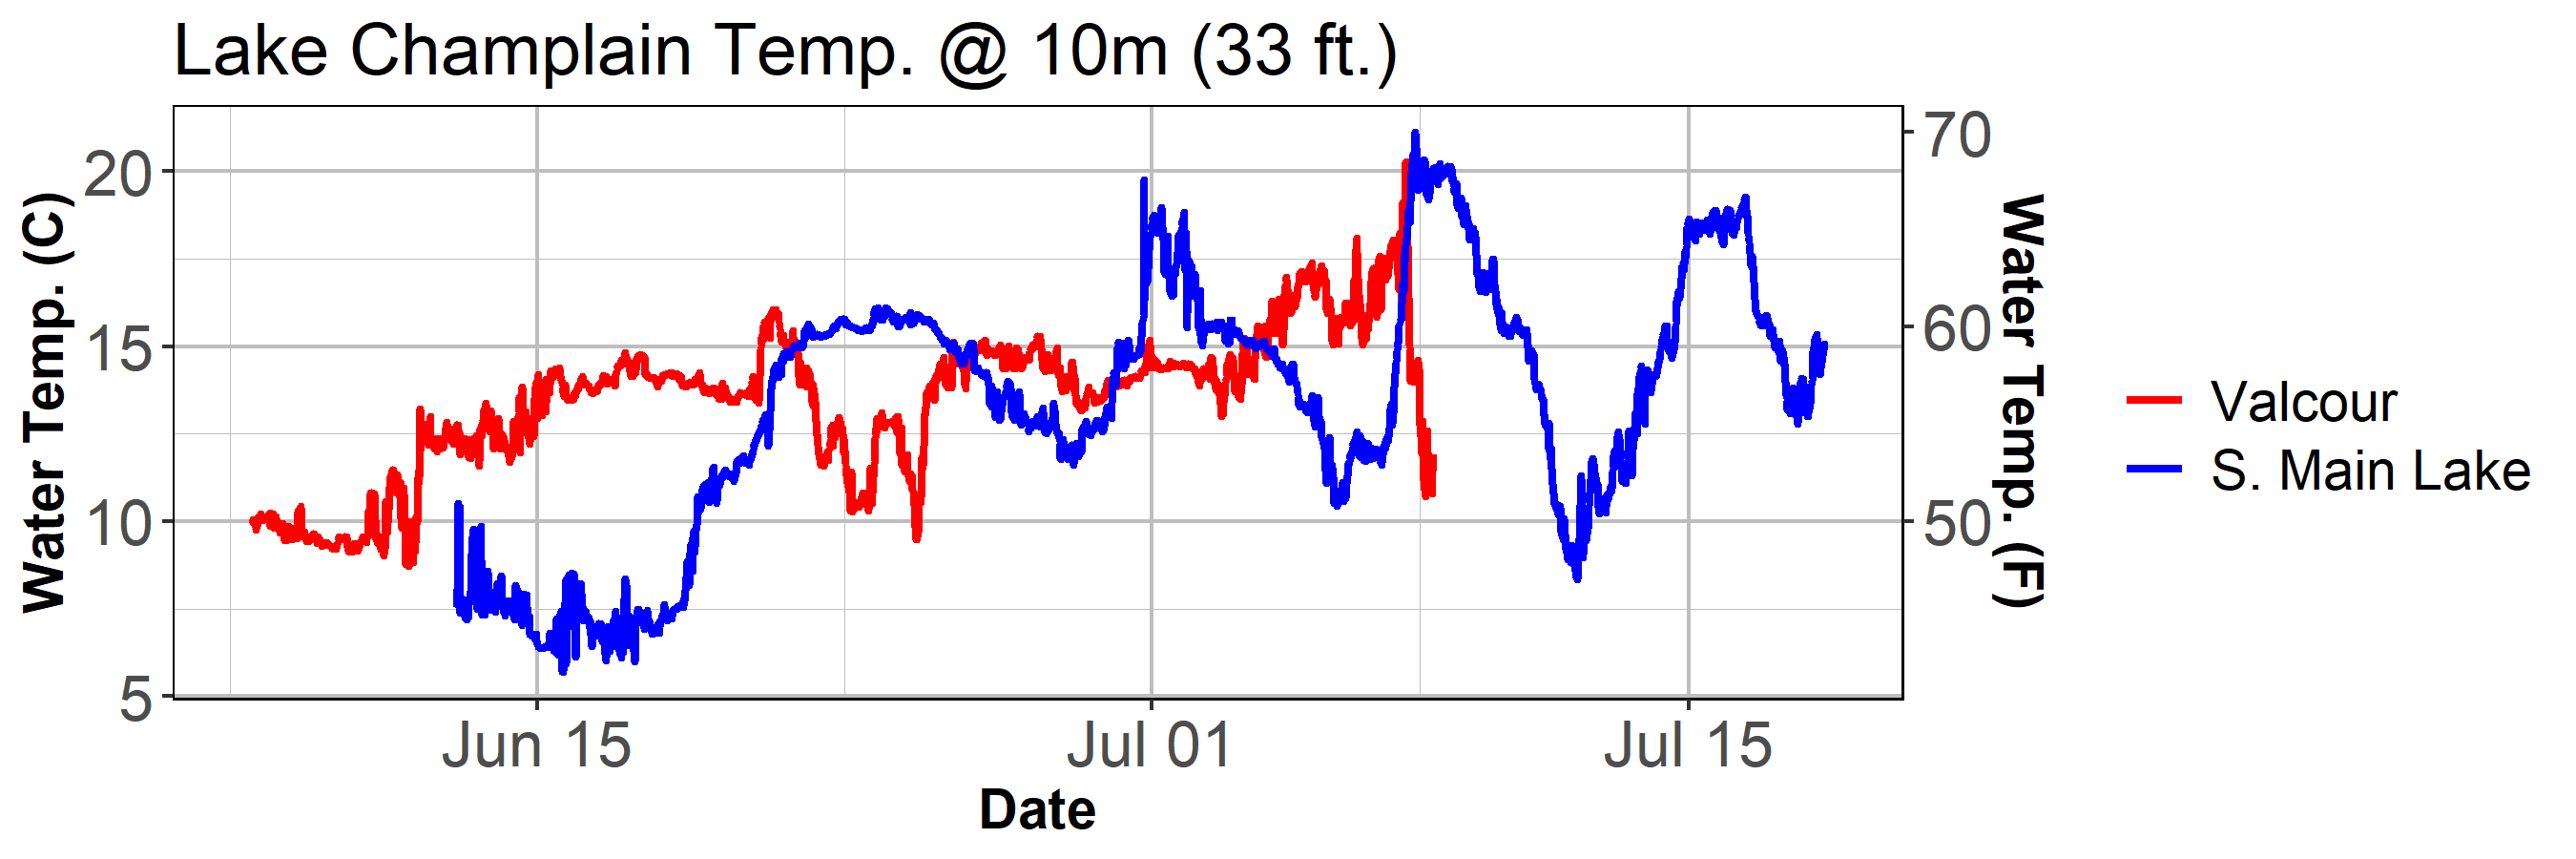 Lake Champlain Temp. @ 10m (33 ft.)
Water Temp. (C)
20
15
10
5
70
60
50
Water Temp. (F)
Jun 15
Jul 01
Jul 15
Date
Valcour
S. Main Lake